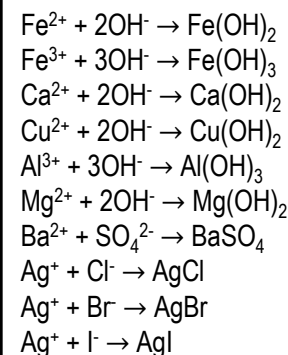 Fe²⁺ + 2OH⁻ → Fe(OH)₂
Fe³⁺ + 3OH⁻ → Fe(OH)₃
Ca²⁺ + 2OH⁻ → Ca(OH)₂
Cu²⁺ + 2OH⁻ → Cu(OH)₂
Al³⁺ + 3OH⁻ → Al(OH)₃
Mg²⁺ + 2OH⁻ → Mg(OH)₂
Ba²⁺ + SO₄²⁻ → BaSO₄
Ag⁺ + Cl⁻ → AgCl
Ag⁺ + Br⁻ → AgBr
Ag⁺ + I⁻ → AgI